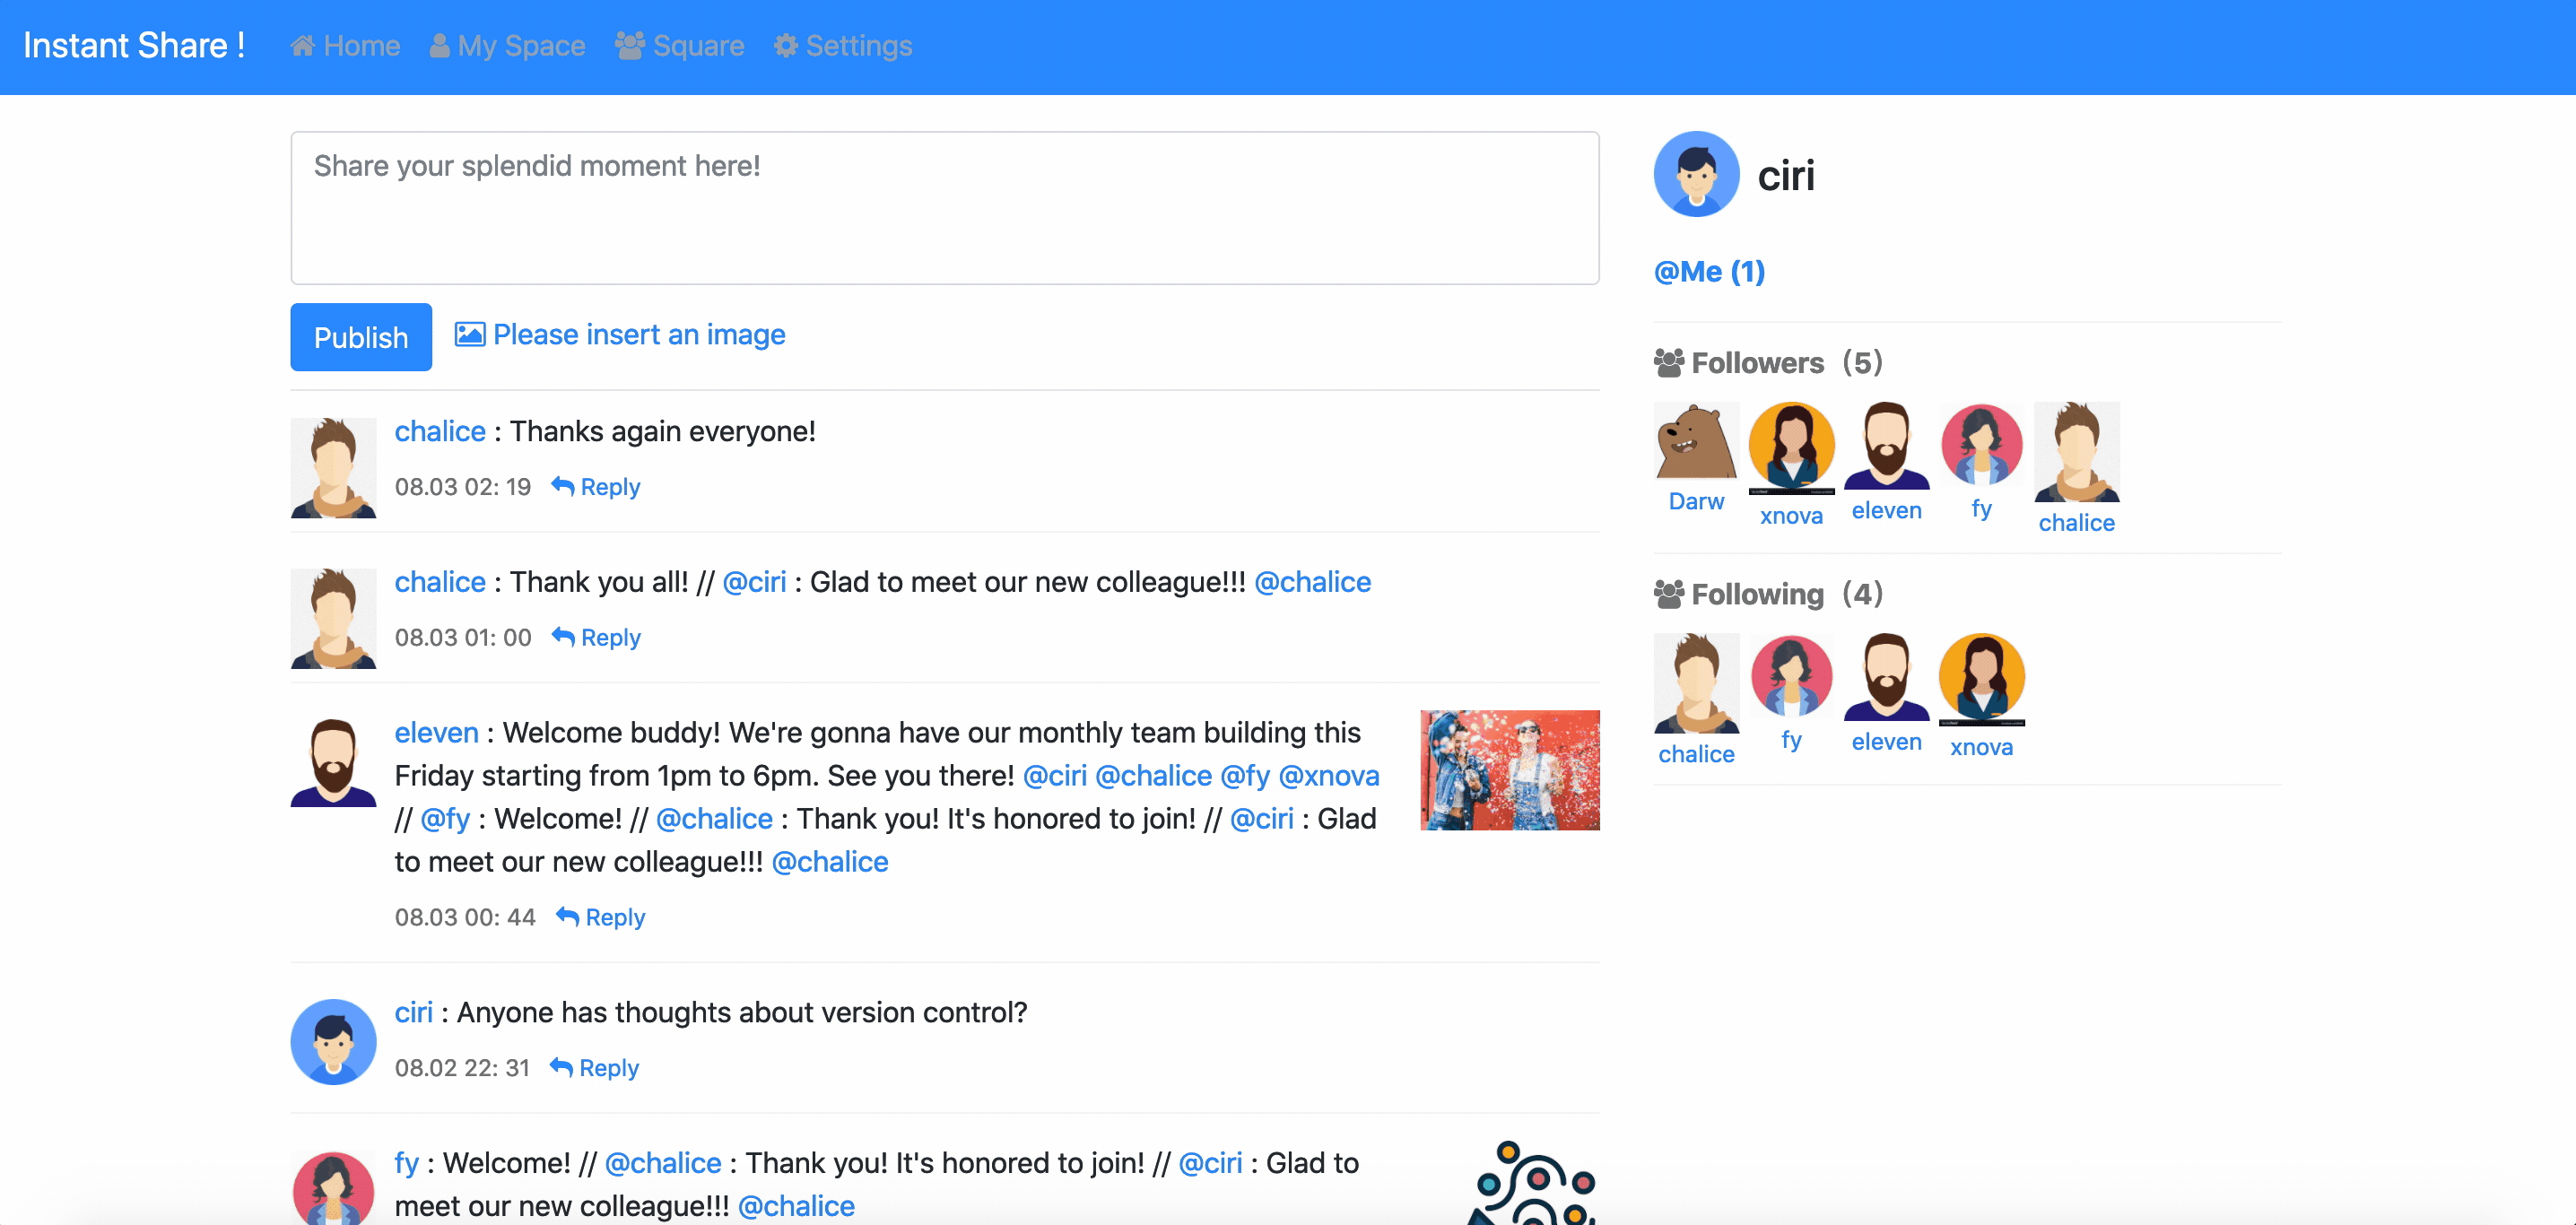 Instant Share !
Home
My Space
Square
Settings
Share your splendid moment here!
Publish
Please insert an image
chalice : Thanks again everyone!
08.03 02: 19 Reply
chalice : Thank you all! // @ciri : Glad to meet our new colleague!!! @chalice
08.03 01: 00 Reply
eleven : Welcome buddy! We're gonna have our monthly team building this
Friday starting from 1pm to 6pm. See you there! @ciri @chalice @fy @xnova
// @fy : Welcome! // @chalice : Thank you! It's honored to join! // @ciri : Glad
to meet our new colleague!!! @chalice
08.03 00: 44 Reply
ciri : Anyone has thoughts about version control?
08.02 22: 31 Reply
fy : Welcome! // @chalice : Thank you! It's honored to join! // @ciri : Glad to
meet our new colleague!!! @chalice
ciri
@Me (1)
Followers (5)
Darw
xnova
eleven
fy
chalice
Following (4)
chalice
fy
eleven
xnova